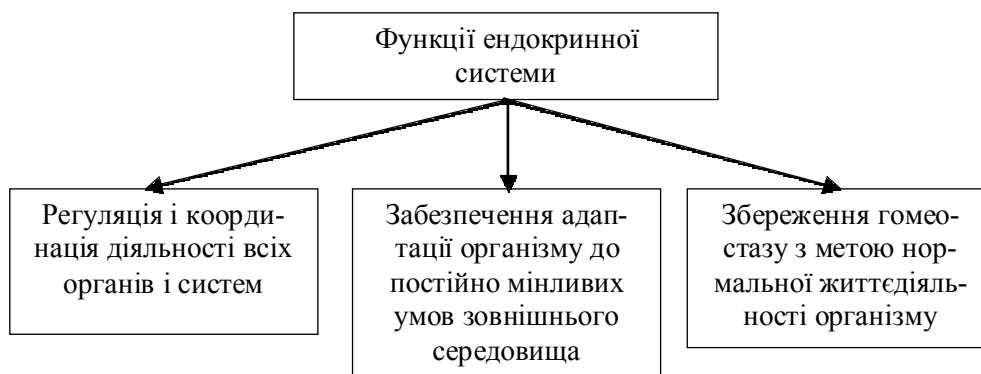 Функції ендокринної
системи
Регуляція і коорди-
нація діяльності всіх
органів і систем
Забезпечення адап-
тації організму до
постійно мінливих
умов зовнішнього
середовища
Збереження гомео-
стазу з метою нор-
мальної життєдіяль-
ності організму